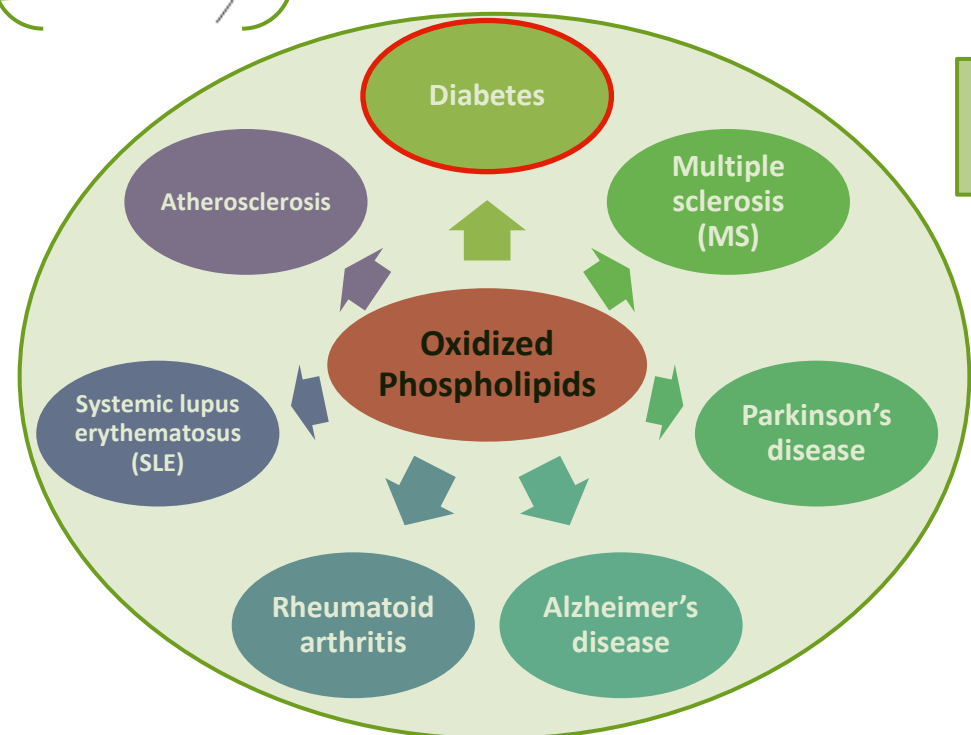 Diabetes
Multiple
sclerosis
(MS)
Atherosclerosis
Oxidized
Phospholipids
Systemic lupus
erythematosus
(SLE)
Parkinson's
disease
Rheumatoid
arthritis
Alzheimer's
disease